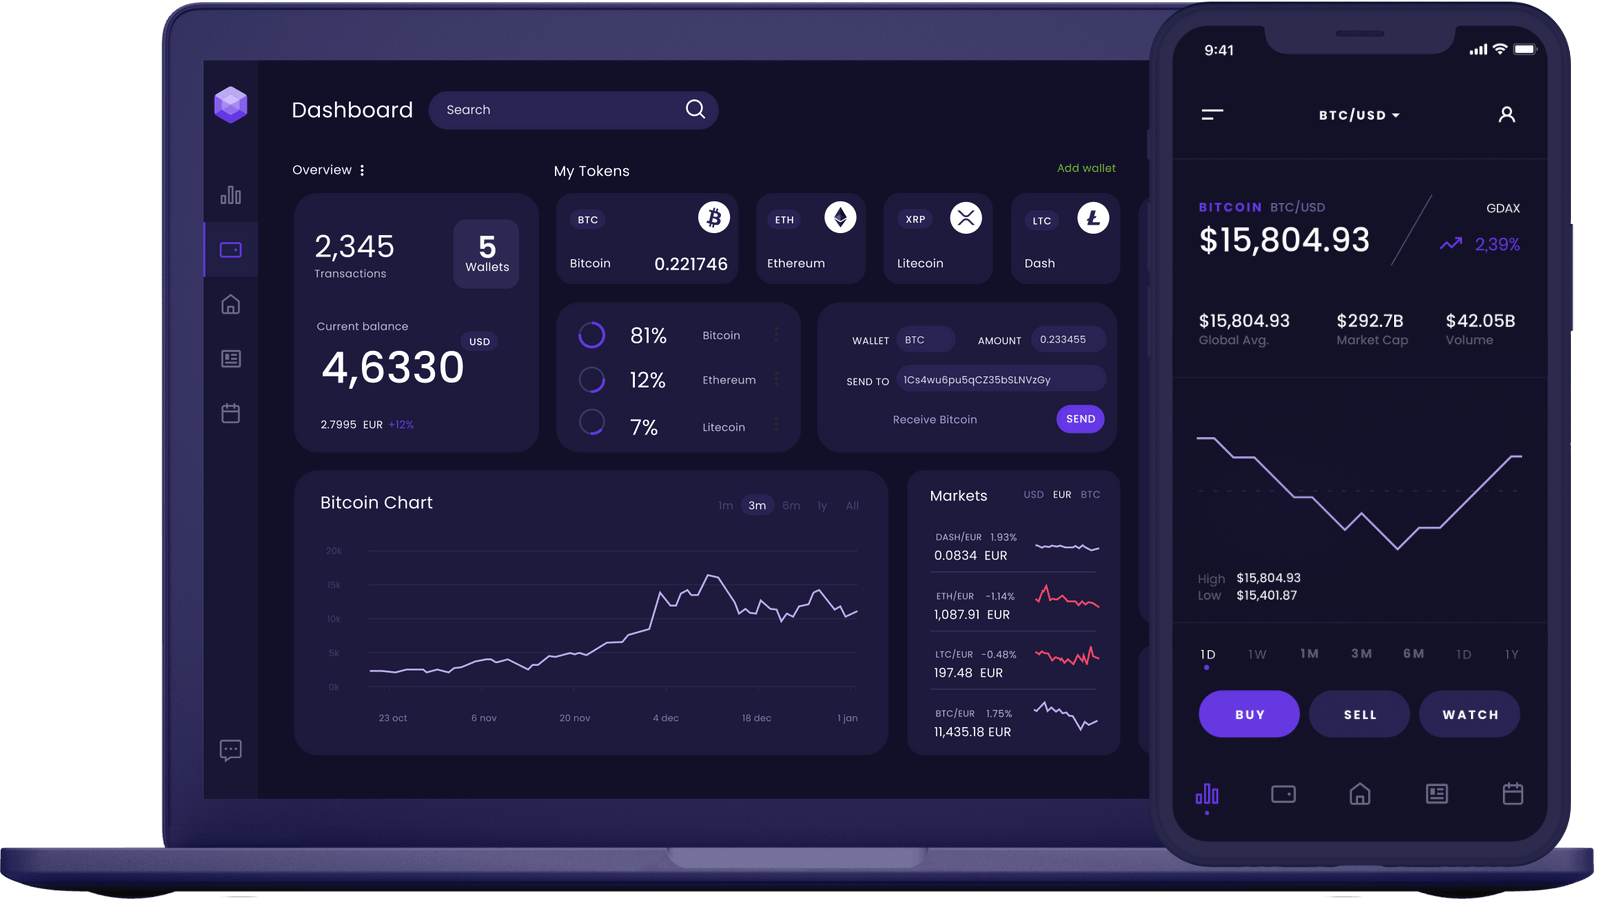 Dashboard
Search
Overview
My Tokens
Add wallet
2,345
Transactions
5
Wallets
Current balance
USD
4,6330
2.7995 EUR +12%
BTC
Bitcoin 0.221746
ETH
Ethereum
XRP
Litecoin
LTC
Dash
81% Bitcoin
12% Ethereum
7% Litecoin
WALLET BTC AMOUNT 0.233455
SEND TO 1Cs4wu6pu5qCZ35bSLNVzGy
Receive Bitcoin SEND
Bitcoin Chart
1m 3m 6m 1y All
20k
15k
10k
5k
0k
23 oct 6 nov 20 nov 4 dec 18 dec 1 jan
Markets USD EUR BTC
DASH/EUR 1.93%
0.0834 EUR
ETH/EUR -1.14%
1,087.91 EUR
LTC/EUR -0.48%
197.48 EUR
BTC/EUR 1.75%
11,435.18 EUR
9:41
BTC/USD
BITCOIN BTC/USD
$15,804.93
GDAX
2,39%
$15,804.93 $292.7B $42.05B
Global Avg. Market Cap Volume
High $15,804.93
Low $15,401.87
1D 1W 1M 3M 6M 1D 1Y
BUY SELL WATCH